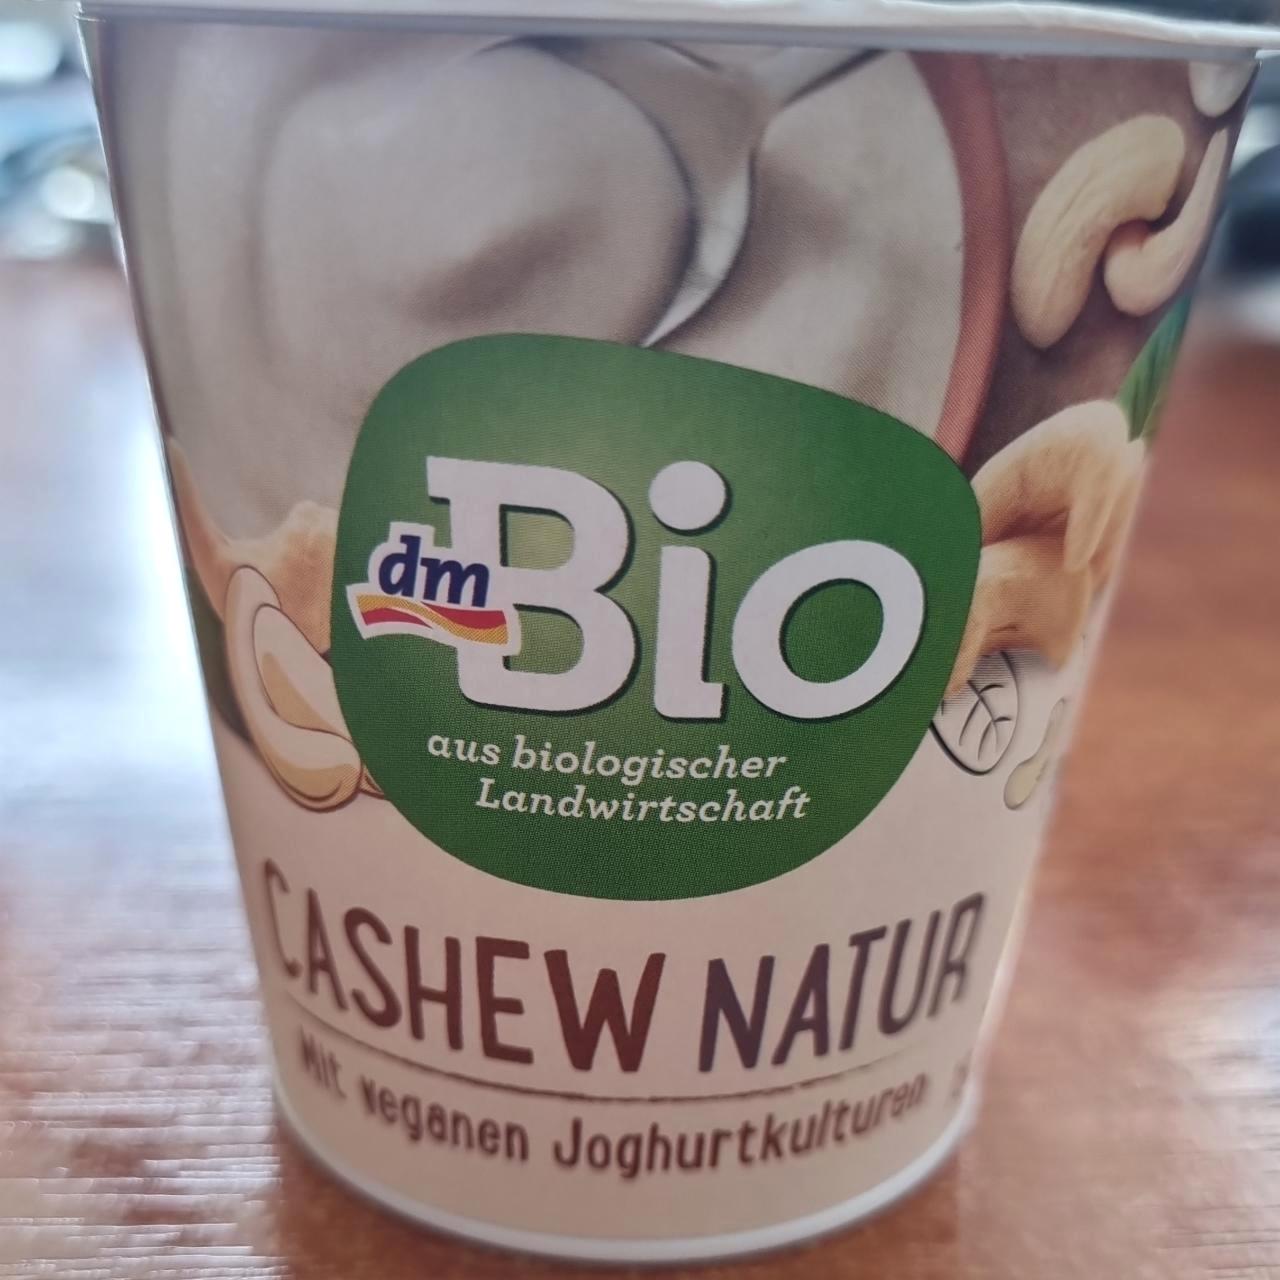 dm
Bio
aus biologischer
Landwirtschaft
CASHEW NATUR
Mit veganen Joghurtkulturen